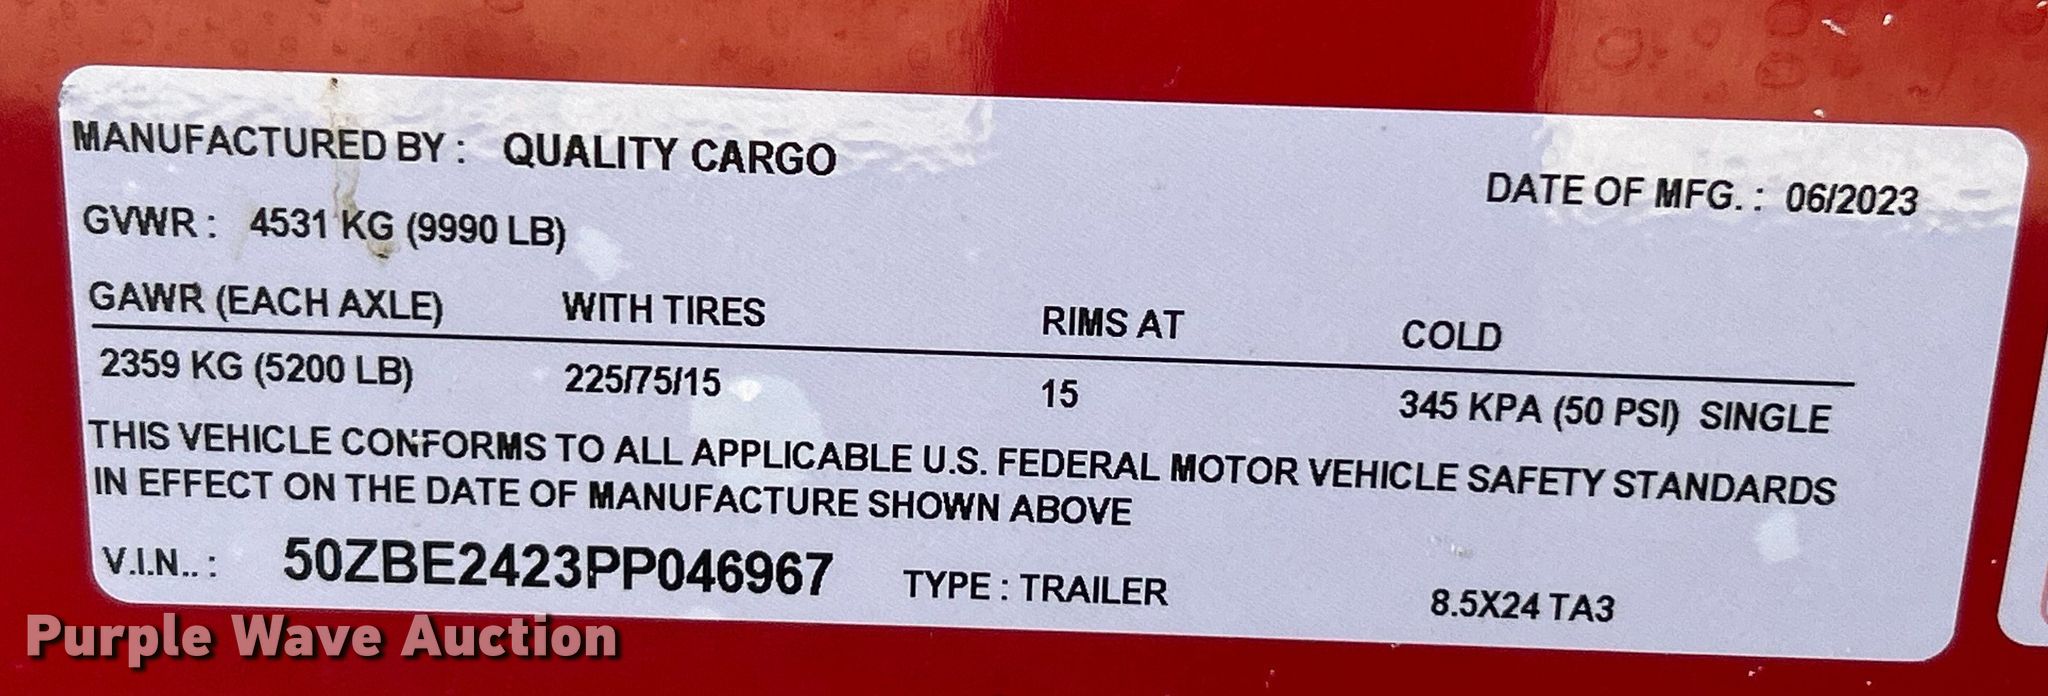 MANUFACTURED BY : QUALITY CARGO
DATE OF MFG. : 06/2023
GVWR : 4531 KG (9990 LB)
GAWR (EACH AXLE) WITH TIRES RIMS AT COLD
2359 KG (5200 LB) 225/75/15 15 345 KPA (50 PSI) SINGLE
THIS VEHICLE CONFORMS TO ALL APPLICABLE U.S. FEDERAL MOTOR VEHICLE SAFETY STANDARDS
IN EFFECT ON THE DATE OF MANUFACTURE SHOWN ABOVE
V.I.N.. : 50ZBE2423PP046967 TYPE : TRAILER 8.5X24 TA3
Purple Wave Auction